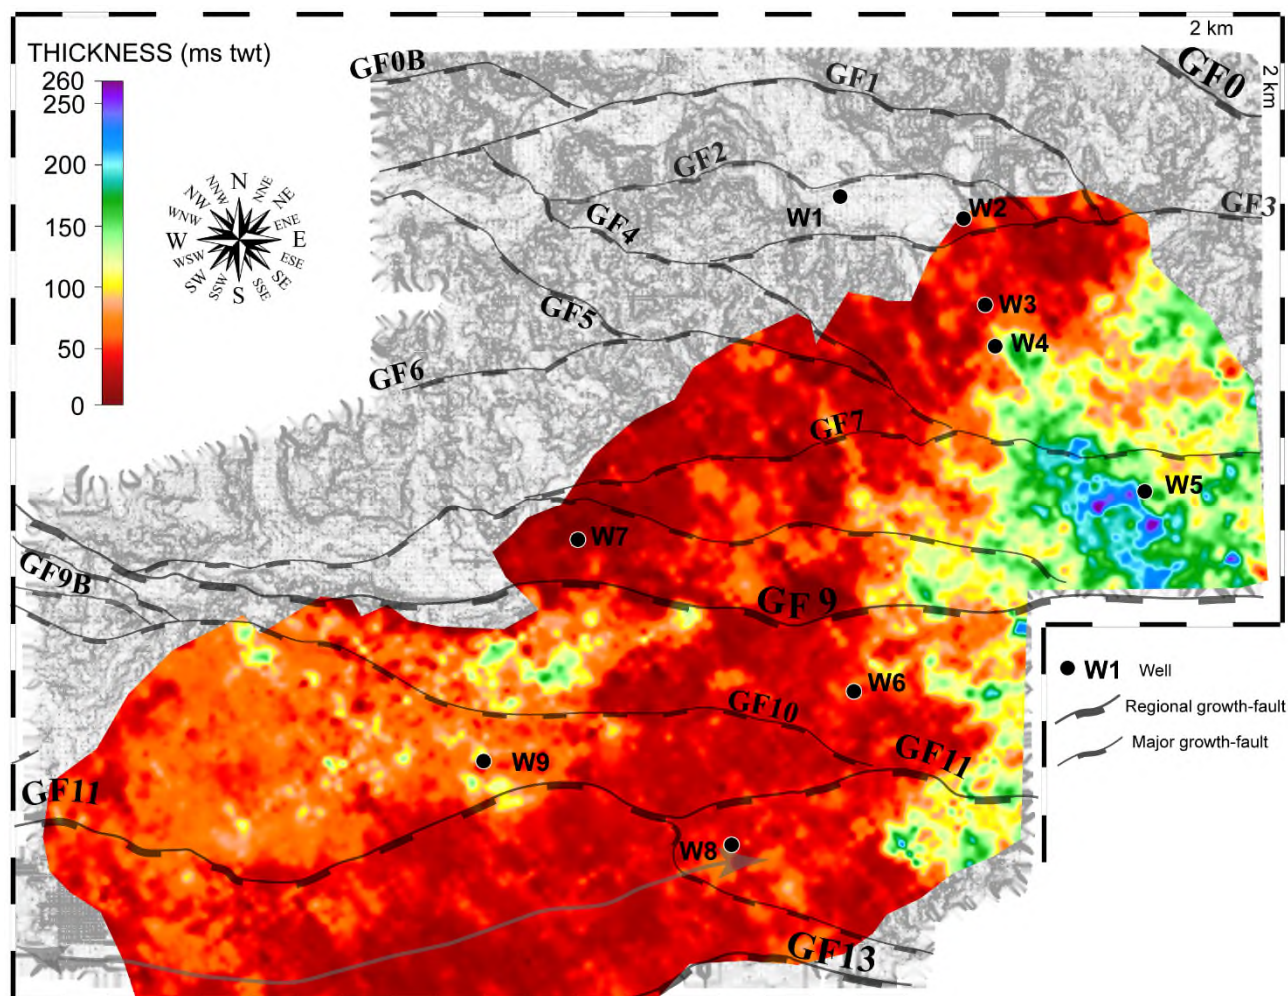 2 km
2 km
THICKNESS (ms twt)
260
250
200
150
100
50
0
N
NNE
NE
ENE
E
ESE
SE
SSE
S
SSW
SW
WSW
W
WNW
NW
NNW
GF0B
GF1
GF0
GF2
W1
W2
GF3
GF4
W3
GF5
W4
GF6
GF7
W5
W7
GF9B
GF 9
W6
W1 Well
Regional growth-fault
GF10
Major growth-fault
W9
GF11
GF11
W8
GF13